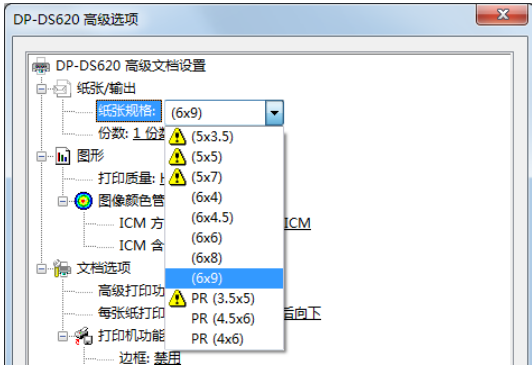 DP-DS620 高级选项
DP-DS620 高级文档设置
纸张/输出
纸张规格: (6x9)
份数: 1 份
(5x3.5)
图形
(5x5)
打印质量:
(5x7)
图像颜色管
(6x4)
ICM 方
(6x4.5)
ICM
ICM 含
(6x6)
(6x8)
文档选项
(6x9)
高级打印功
PR (3.5x5)
每张纸打印
PR (4.5x6)
后向下
打印机功能
PR (4x6)
边框: 禁用